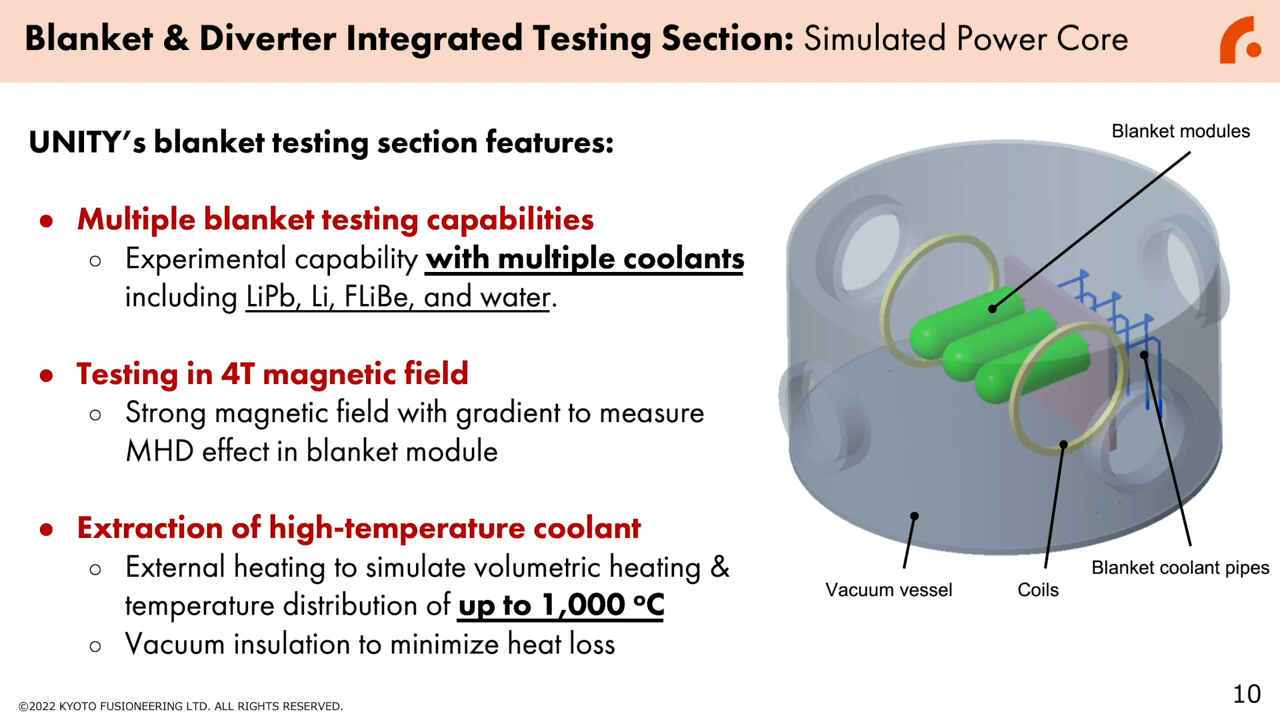 Blanket & Diverter Integrated Testing Section: Simulated Power Core
UNITY’s blanket testing section features:
● Multiple blanket testing capabilities
○ Experimental capability with multiple coolants
including LiPb, Li, FLiBe, and water.
● Testing in 4T magnetic field
○ Strong magnetic field with gradient to measure
MHD effect in blanket module
● Extraction of high-temperature coolant
○ External heating to simulate volumetric heating &
temperature distribution of up to 1,000 ºC
○ Vacuum insulation to minimize heat loss
Blanket modules
Blanket coolant pipes
Vacuum vessel
Coils
©2022 KYOTO FUSIONEERING LTD. ALL RIGHTS RESERVED.
10